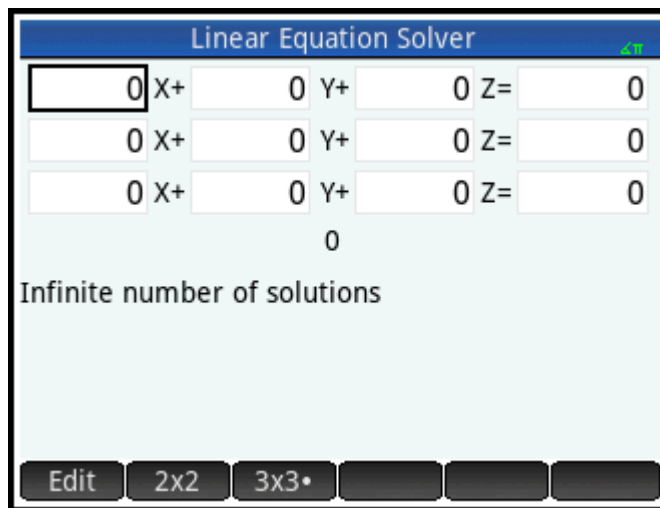 Linear Equation Solver
∡π
0 X+ 0 Y+ 0 Z= 0
0 X+ 0 Y+ 0 Z= 0
0 X+ 0 Y+ 0 Z= 0
0
Infinite number of solutions
Edit 2x2 3x3•